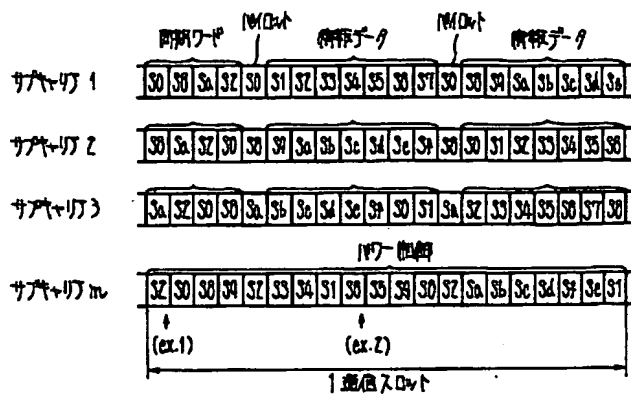 同期ワード パイロット 情報データ パイロット 情報データ
サブキャリア 1 S0 S8 Sa S2 S0 S1 S2 S3 S4 S5 S6 S7 S0 S8 S9 Sa Sb Sc Sd Se
サブキャリア 2 S8 Sa S2 S0 S8 Sa Sb Sc Sd Se Sf S8 S0 S1 S2 S3 S4 S5 S6
サブキャリア 3 Sa S2 S0 S8 Sa Sb Sc Sd Se Sf S0 S1 Sa S2 S3 S4 S5 S6 S7 S8
パワー制御
サブキャリア m S2 S0 S8 S9 S2 S3 S4 S1 S8 S5 S9 S0 S2 Sa Sb Sc Sd Sf Se S1
(ex.1) (ex.2)
1通信スロット